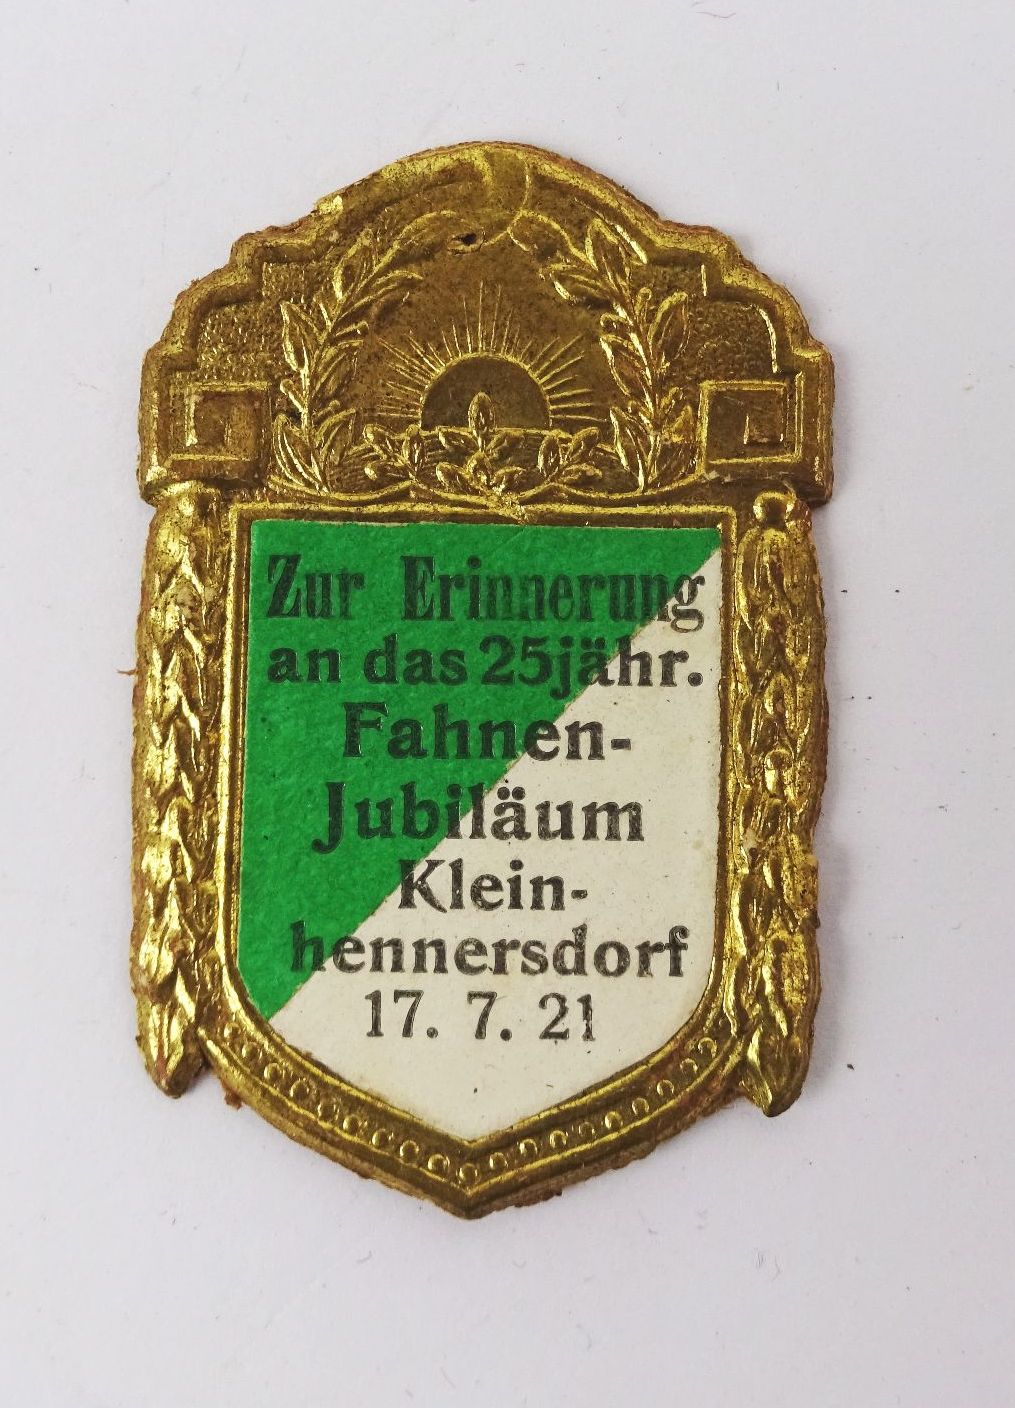 Zur Erinnerung
an das 25jähr.
Fahnen-
Jubiläum
Klein-
hennersdorf
17. 7. 21